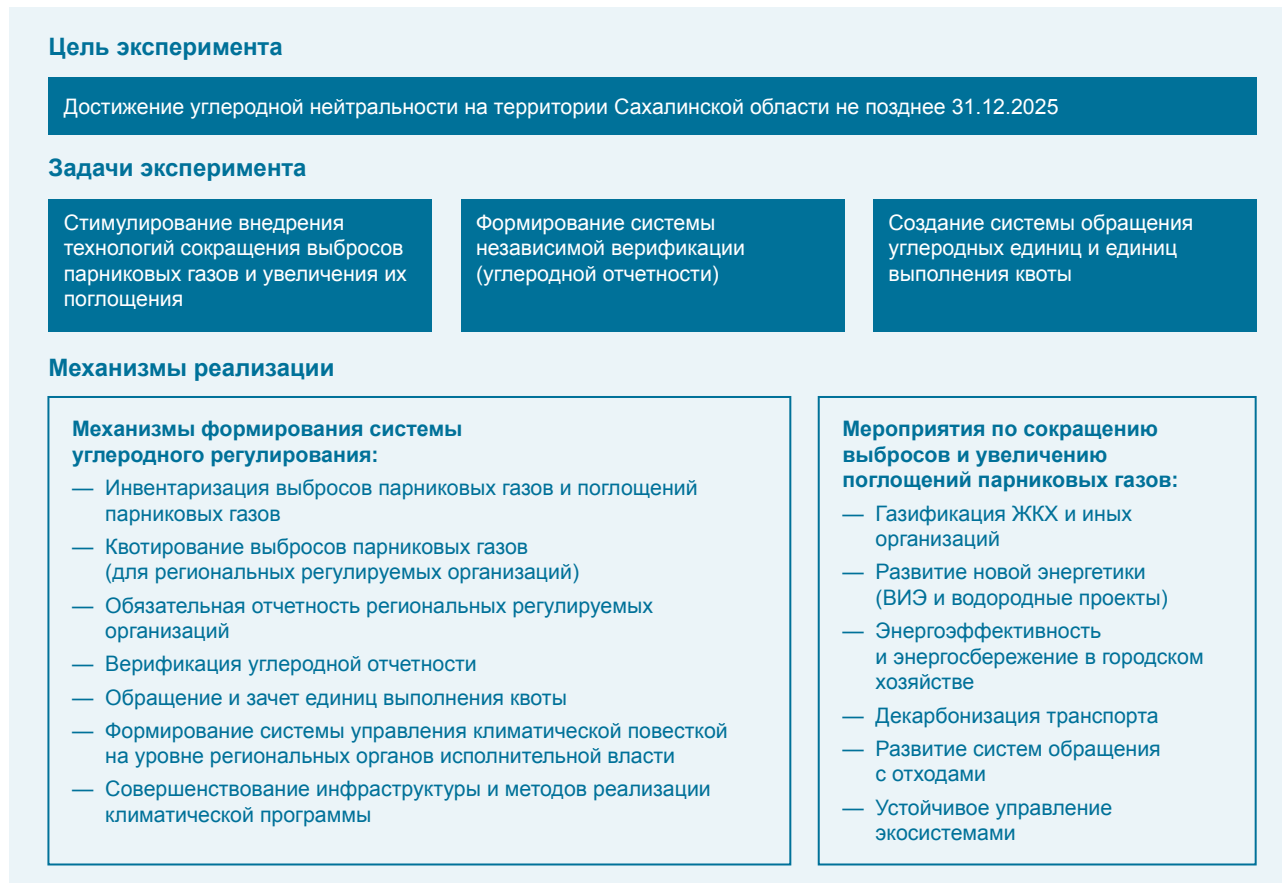 Цель эксперимента
Достижение углеродной нейтральности на территории Сахалинской области не позднее 31.12.2025
Задачи эксперимента
Стимулирование внедрения
технологий сокращения выбросов
парниковых газов и увеличения их
поглощения
Формирование системы
независимой верификации
(углеродной отчетности)
Создание системы обращения
углеродных единиц и единиц
выполнения квоты
Механизмы реализации
Механизмы формирования системы
углеродного регулирования:
— Инвентаризация выбросов парниковых газов и поглощений
парниковых газов
— Квотирование выбросов парниковых газов
(для региональных регулируемых организаций)
— Обязательная отчетность региональных регулируемых
организаций
— Верификация углеродной отчетности
— Обращение и зачет единиц выполнения квоты
— Формирование системы управления климатической повесткой
на уровне региональных органов исполнительной власти
— Совершенствование инфраструктуры и методов реализации
климатической программы
Мероприятия по сокращению
выбросов и увеличению
поглощений парниковых газов:
— Газификация ЖКХ и иных
организаций
— Развитие новой энергетики
(ВИЭ и водородные проекты)
— Энергоэффективность
и энергосбережение в городском
хозяйстве
— Декарбонизация транспорта
— Развитие систем обращения
с отходами
— Устойчивое управление
экосистемами